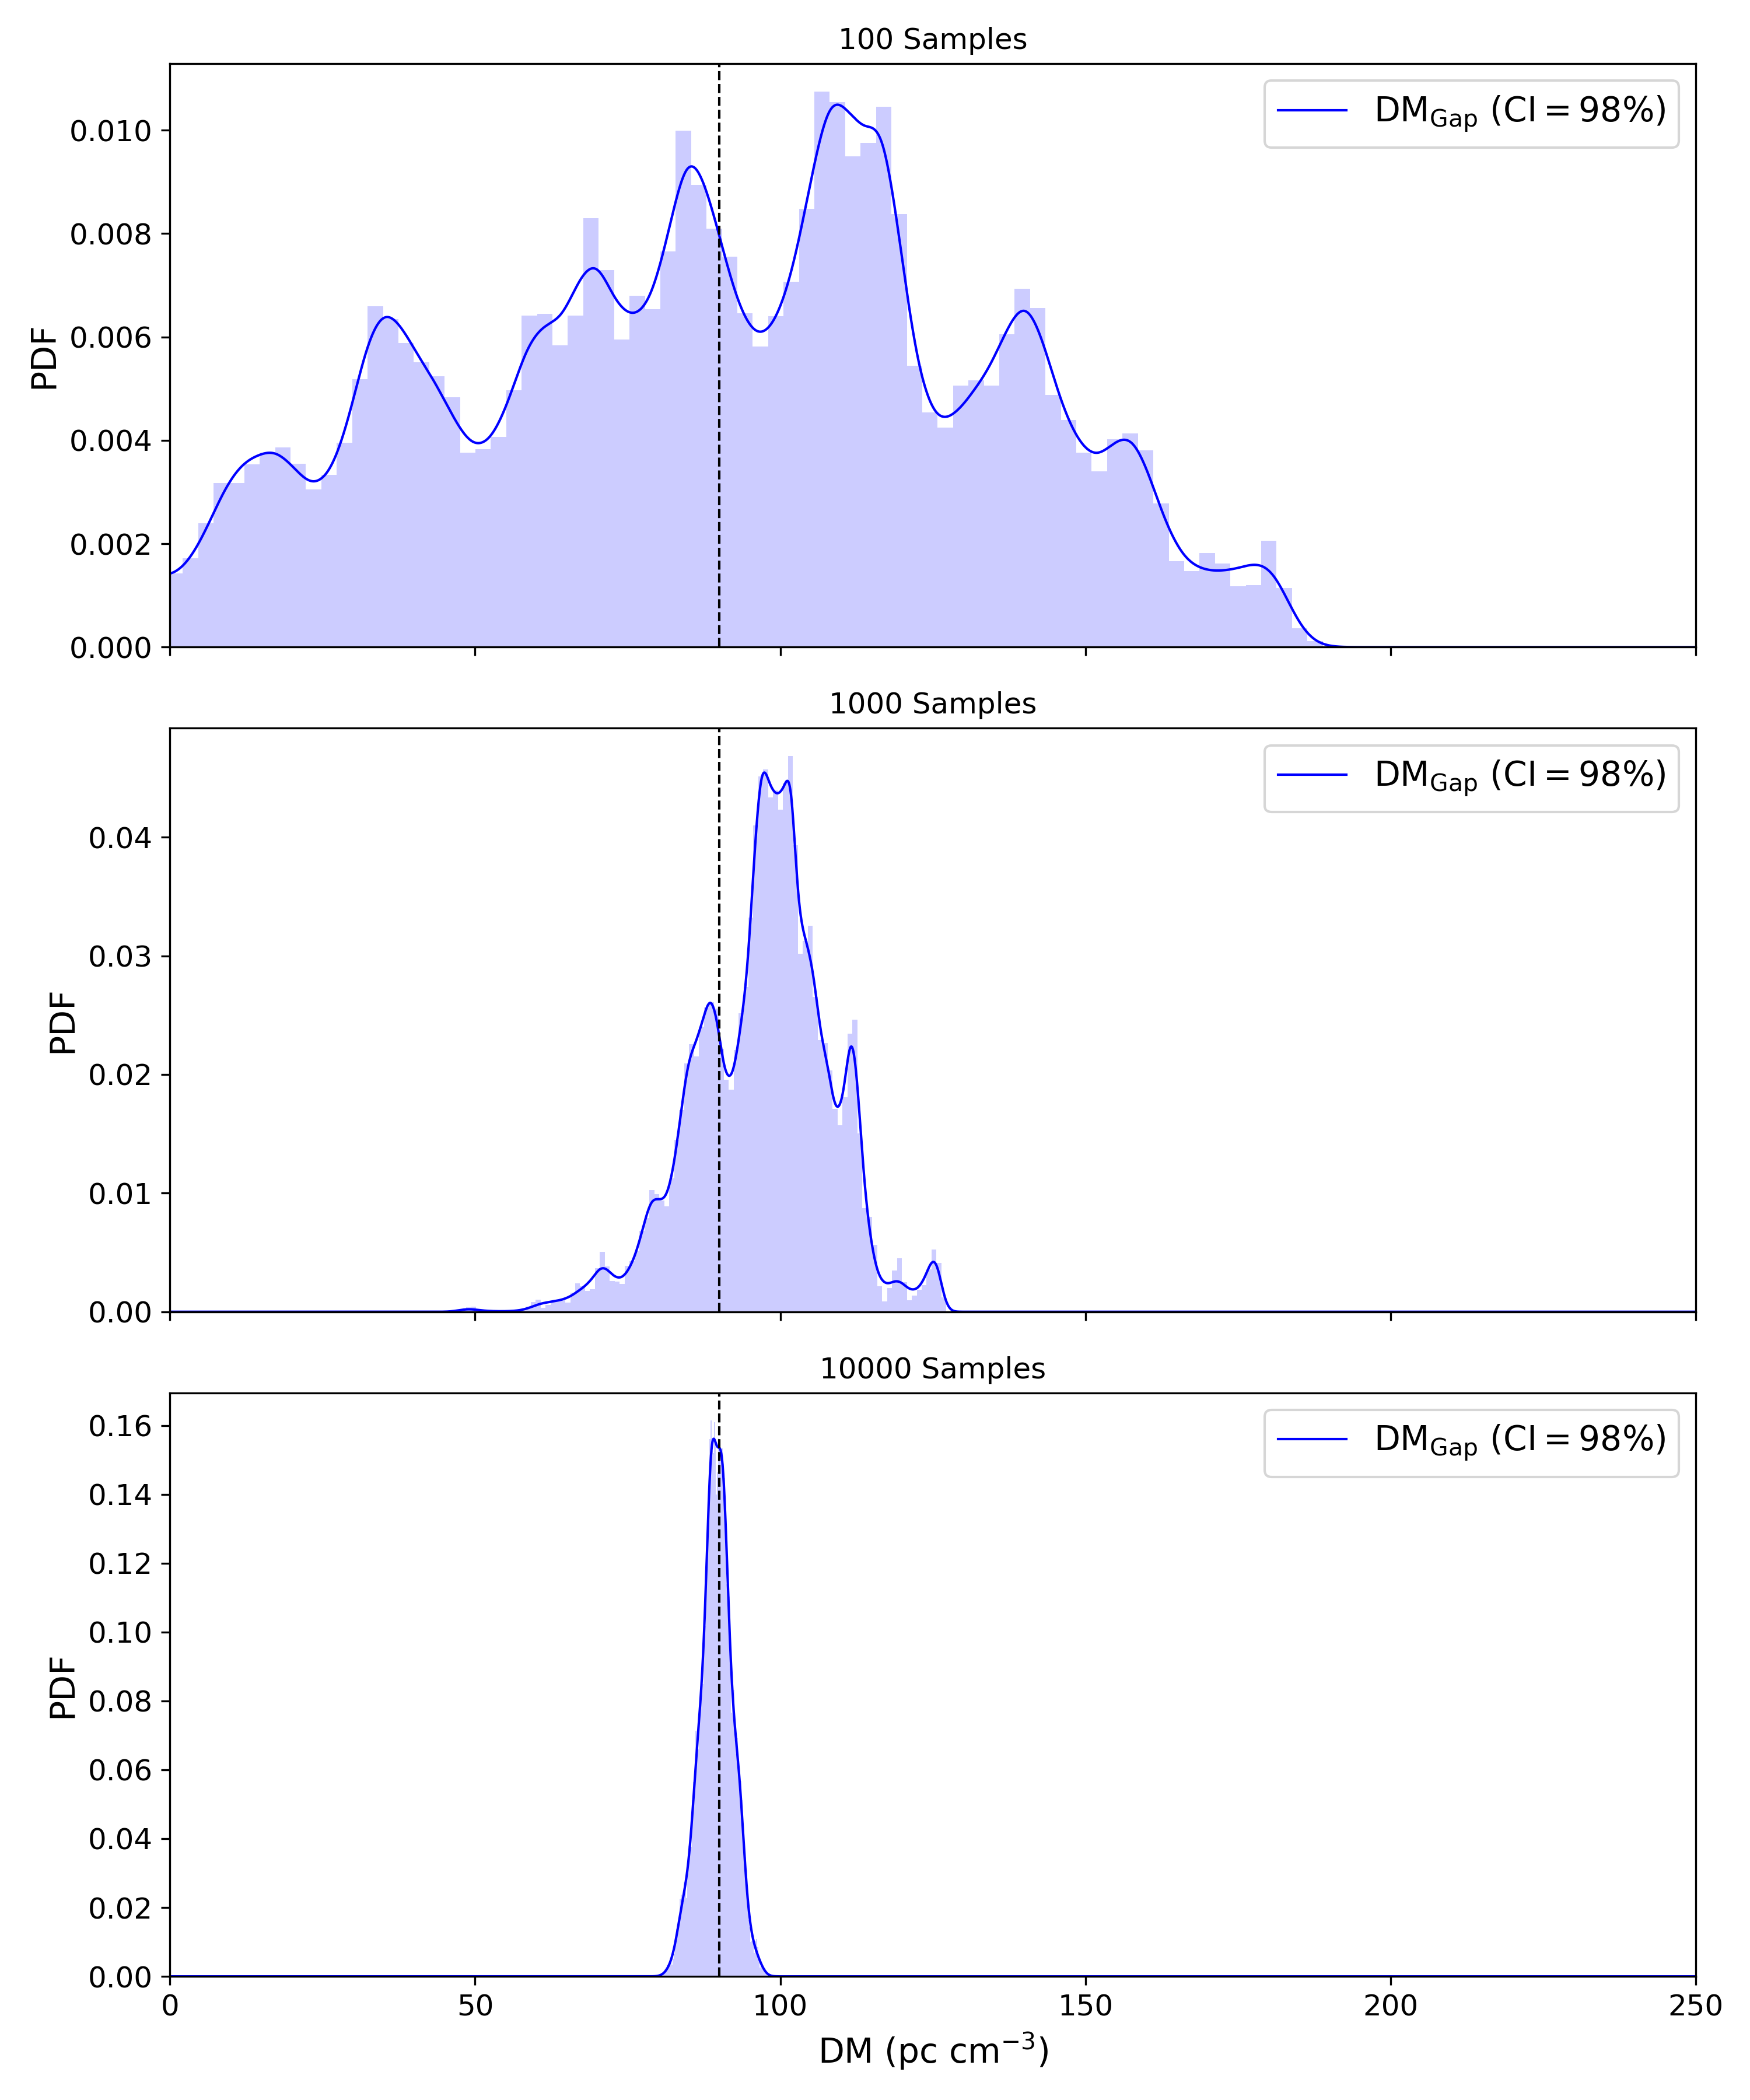 100 Samples
DM_Gap (CI = 98%)
0.010
0.008
0.006
0.004
0.002
0.000
PDF
1000 Samples
DM_Gap (CI = 98%)
0.04
0.03
0.02
0.01
0.00
PDF
10000 Samples
DM_Gap (CI = 98%)
0.16
0.14
0.12
0.10
0.08
0.06
0.04
0.02
0.00
PDF
0 50 100 150 200 250
DM (pc cm⁻³)